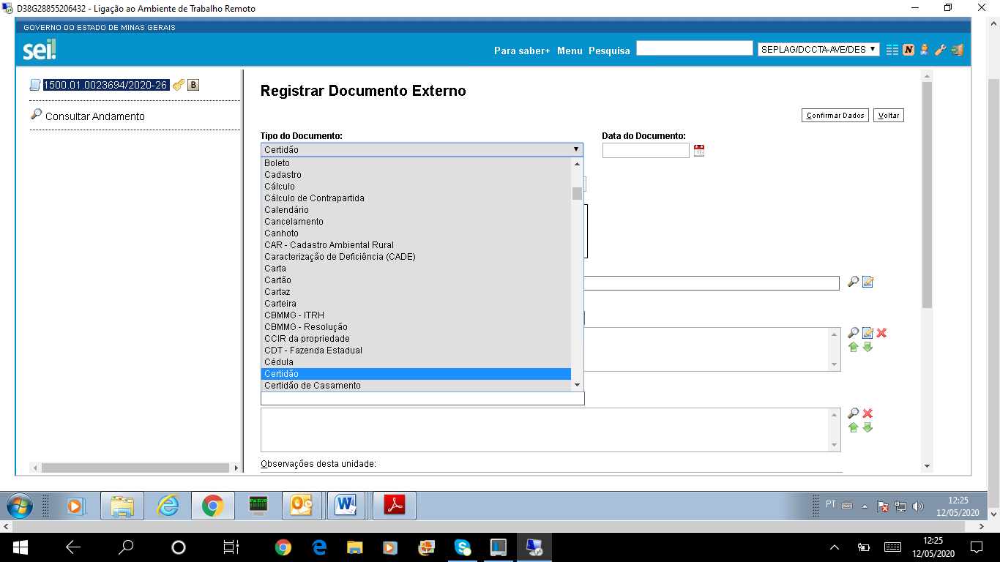 D38G28855206432 - Ligação ao Ambiente de Trabalho Remoto
GOVERNO DO ESTADO DE MINAS GERAIS
sei!
Para saber+ Menu Pesquisa
SEPLAG/DCCTA-AVE/DES
N
1500.01.0023694/2020-26
B
Consultar Andamento
Registrar Documento Externo
Confirmar Dados
Voltar
Tipo do Documento:
Data do Documento:
Certidão
Boleto
Cadastro
Cálculo
Cálculo de Contrapartida
Calendário
Cancelamento
Canhoto
CAR - Cadastro Ambiental Rural
Caracterização de Deficiência (CADE)
Carta
Cartão
Cartaz
Carteira
CBMMG - ITRH
CBMMG - Resolução
CCIR da propriedade
CDT - Fazenda Estadual
Cédula
Certidão
Certidão de Casamento
Observações desta unidade:
PT
12:25
12/05/2020
12:25
12/05/2020